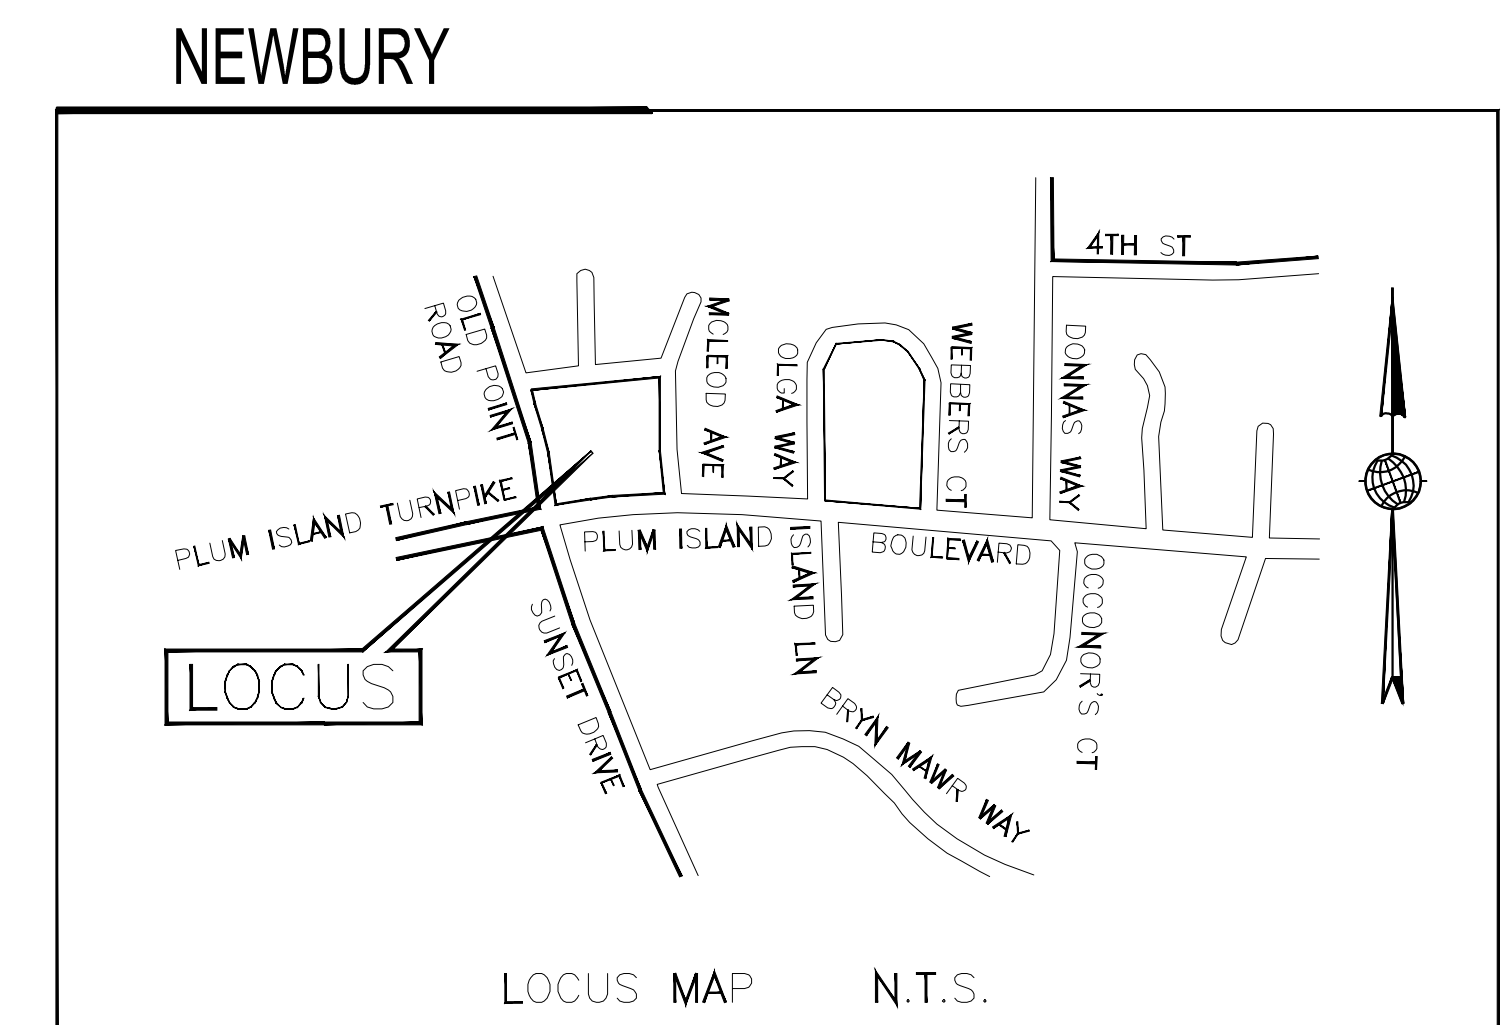 NEWBURY
4TH ST
OLD POINT
ROAD
MCLEOD AVE
OLGA WAY
WEBBERS CT
DONNAS WAY
PLUM ISLAND TURNPIKE
PLUM ISLAND BOULEVARD
ISLAND LN
OCCONOR'S CT
SUNSET DRIVE
LOCUS
BRYN MAWR WAY
LOCUS MAP N.T.S.